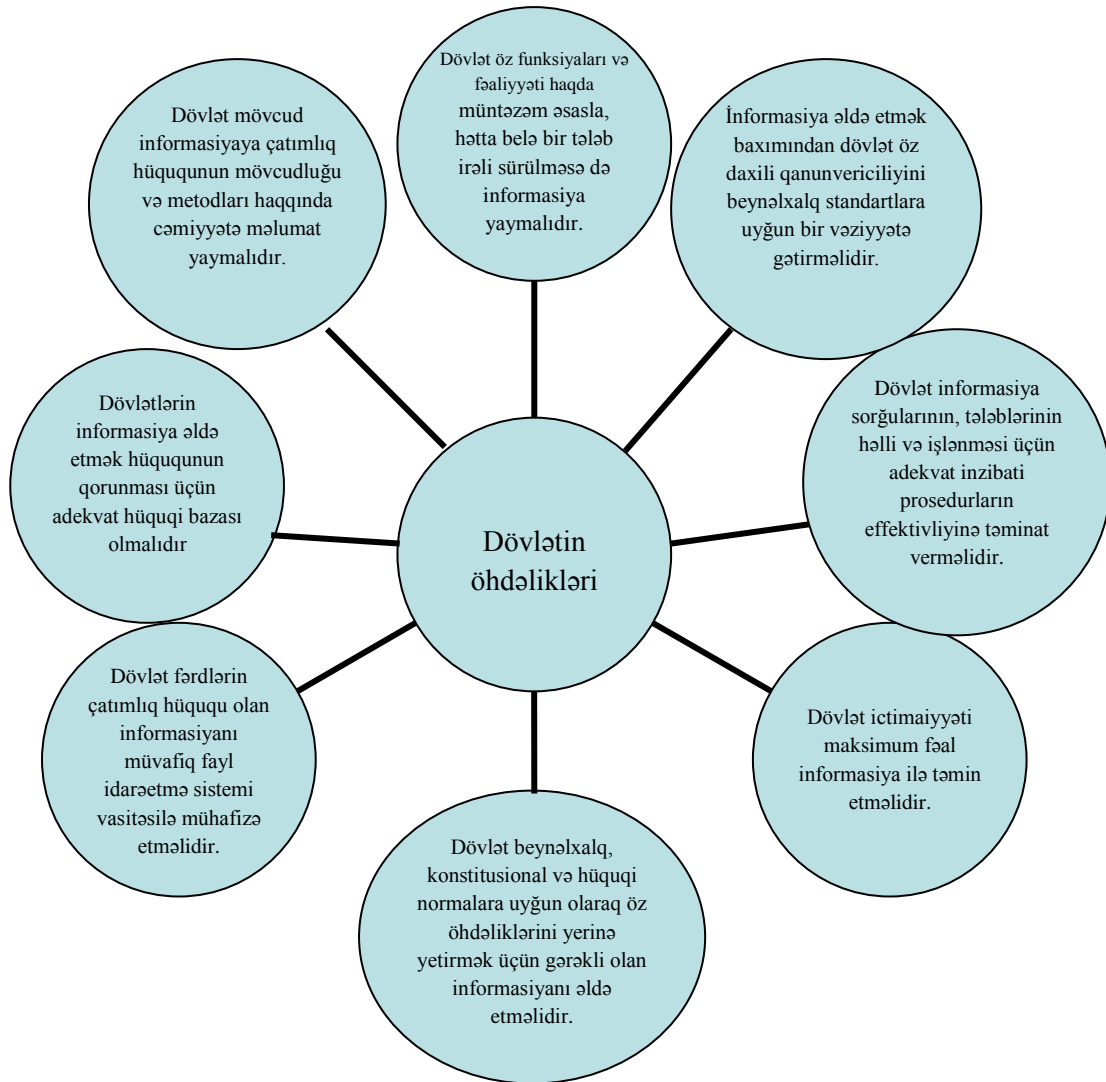 Dövlət öz funksiyaları və
fəaliyyəti haqda
müntəzəm əsasla,
hətta belə bir tələb
irəli sürülməsə də
informasiya
yaymalıdır.
Dövlət mövcud
informasiyaya çatımlıq
hüququnun mövcudluğu
və metodları haqqında
cəmiyyətə məlumat
yaymalıdır.
İnformasiya əldə etmək
baxımından dövlət öz
daxili qanunvericiliyini
beynəlxalq standartlara
uyğun bir vəziyyətə
gətirməlidir.
Dövlətlərin
informasiya əldə
etmək hüququnun
qorunması üçün
adekvat hüquqi bazası
olmalıdır
Dövlətin
öhdəlikləri
Dövlət informasiya
sorğularının, tələblərinin
həlli və işlənməsi üçün
adekvat inzibati
prosedurların
effektivliyinə təminat
verməlidir.
Dövlət fərdlərin
çatımlıq hüququ olan
informasiyanı
müvafiq fayl
idarəetmə sistemi
vasitəsilə mühafizə
etməlidir.
Dövlət ictimaiyyəti
maksimum fəal
informasiya ilə təmin
etməlidir.
Dövlət beynəlxalq,
konstitusional və hüquqi
normalara uyğun olaraq öz
öhdəliklərini yerinə
yetirmək üçün gərəkli olan
informasiyanı əldə
etməlidir.